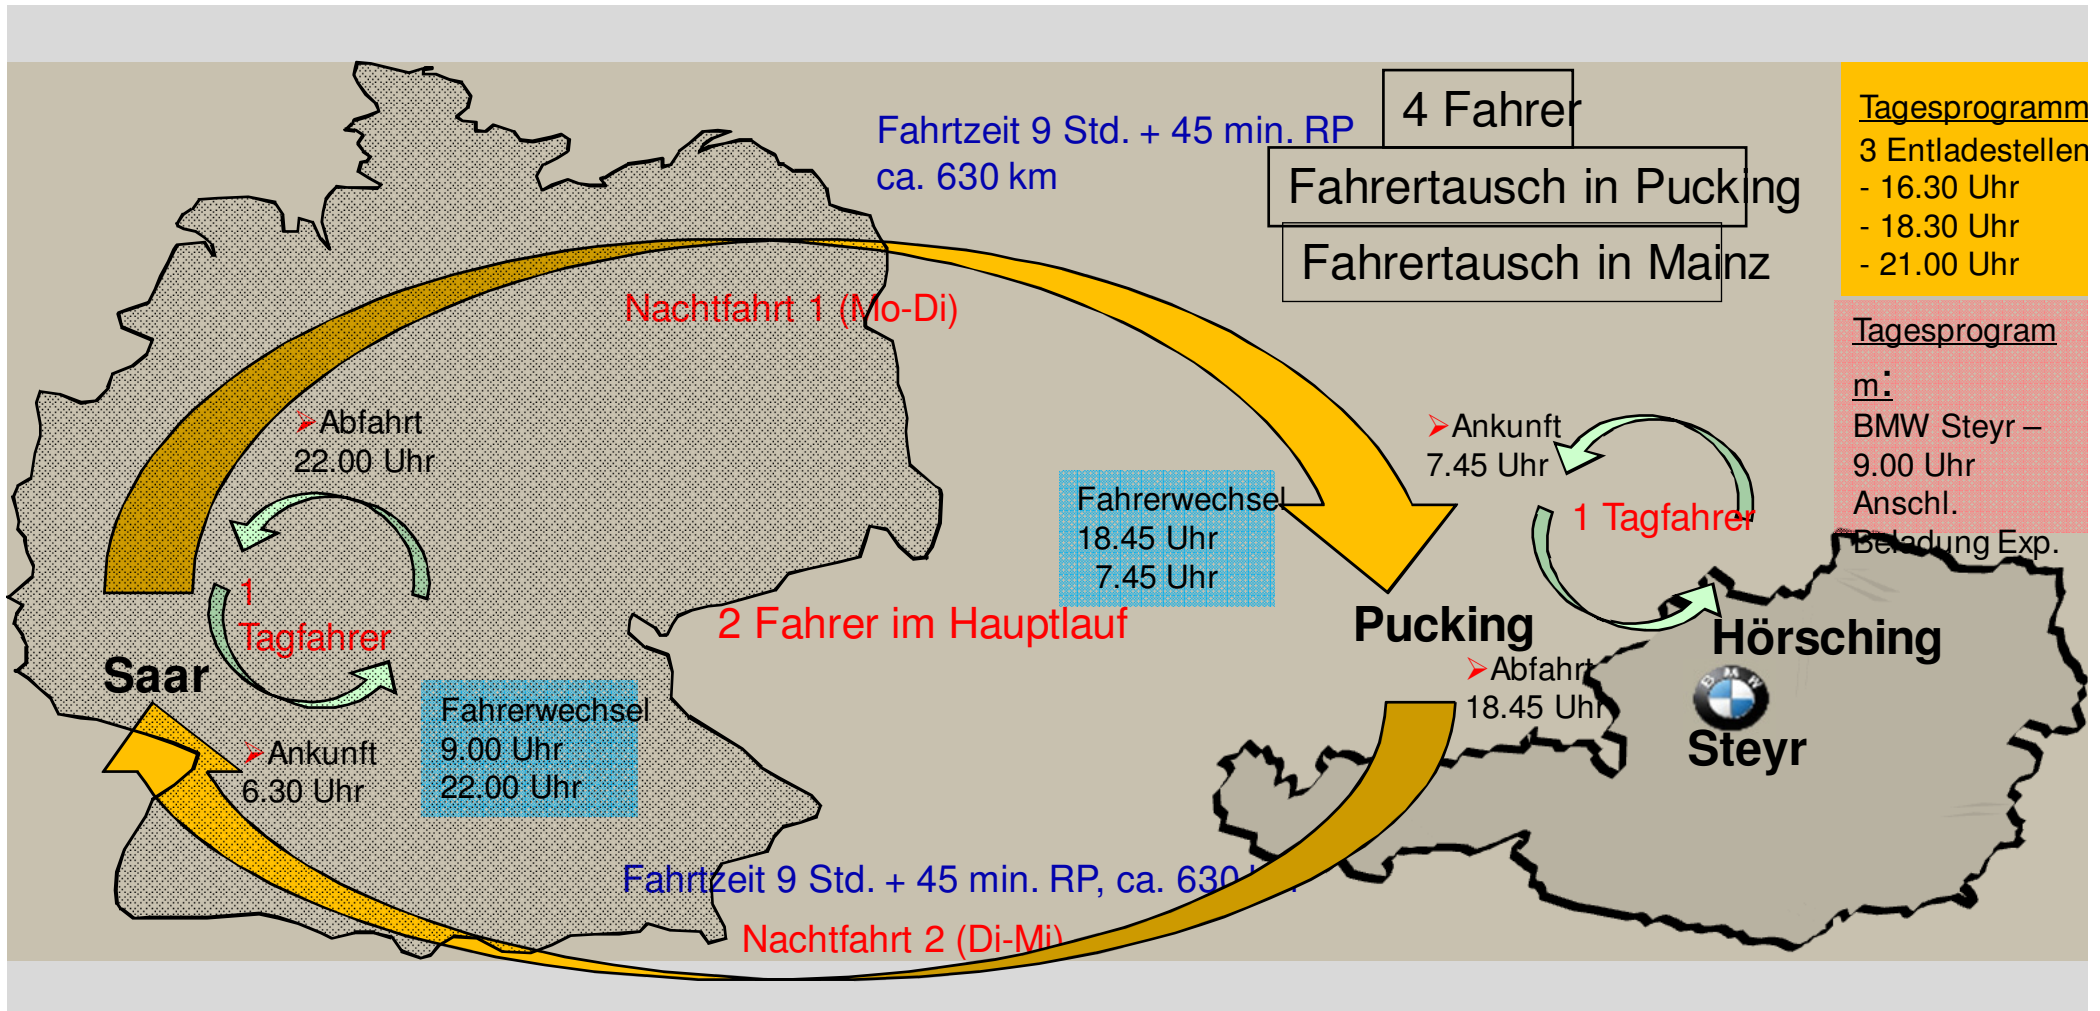 Fahrtzeit 9 Std. + 45 min. RP
ca. 630 km
4 Fahrer
Fahrertausch in Pucking
Fahrertausch in Mainz
Tagesprogramm
3 Entladestellen
- 16.30 Uhr
- 18.30 Uhr
- 21.00 Uhr
Tagesprogram
m:
BMW Steyr –
9.00 Uhr
Anschl.
Beladung Exp.
Nachtfahrt 1 (Mo-Di)
➢Abfahrt
22.00 Uhr
➢Ankunft
7.45 Uhr
Fahrerwechsel
18.45 Uhr
7.45 Uhr
1 Tagfahrer
1
Tagfahrer
2 Fahrer im Hauptlauf
Pucking
Hörsching
Saar
➢Abfahrt
18.45 Uhr
BMW
Steyr
Fahrerwechsel
9.00 Uhr
22.00 Uhr
➢Ankunft
6.30 Uhr
Fahrtzeit 9 Std. + 45 min. RP, ca. 630
Nachtfahrt 2 (Di-Mi)